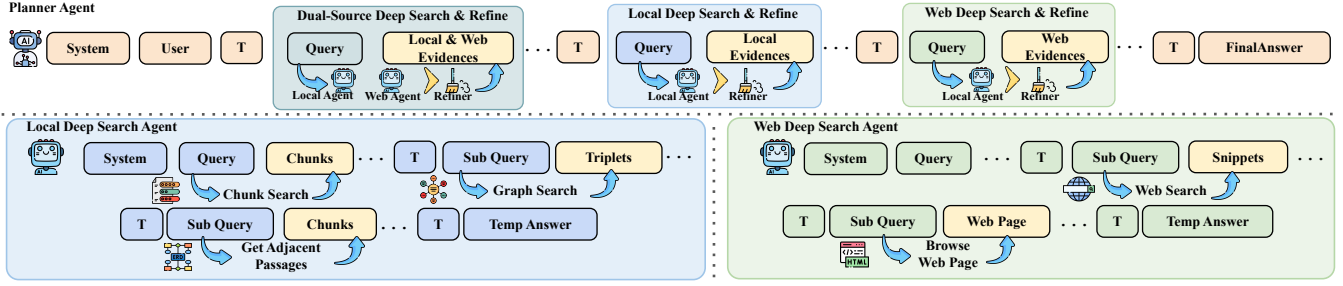 Planner Agent
System
User
T
Dual-Source Deep Search & Refine
Query
Local & Web
Evidences
Local Agent
Web Agent
Refiner
. . .
T
Local Deep Search & Refine
Query
Local
Evidences
Local Agent
Refiner
. . .
T
Web Deep Search & Refine
Query
Web
Evidences
Local Agent
Refiner
. . .
T
FinalAnswer
Local Deep Search Agent
System
Query
Chunks
Chunk Search
. . .
T
Sub Query
Triplets
Graph Search
. . .
T
Sub Query
Chunks
Get Adjacent
Passages
. . .
T
Temp Answer
Web Deep Search Agent
System
Query
. . .
T
Sub Query
Snippets
Web Search
. . .
T
Sub Query
Web Page
Browse
Web Page
HTML
. . .
T
Temp Answer
AI
AI
AI
ERD